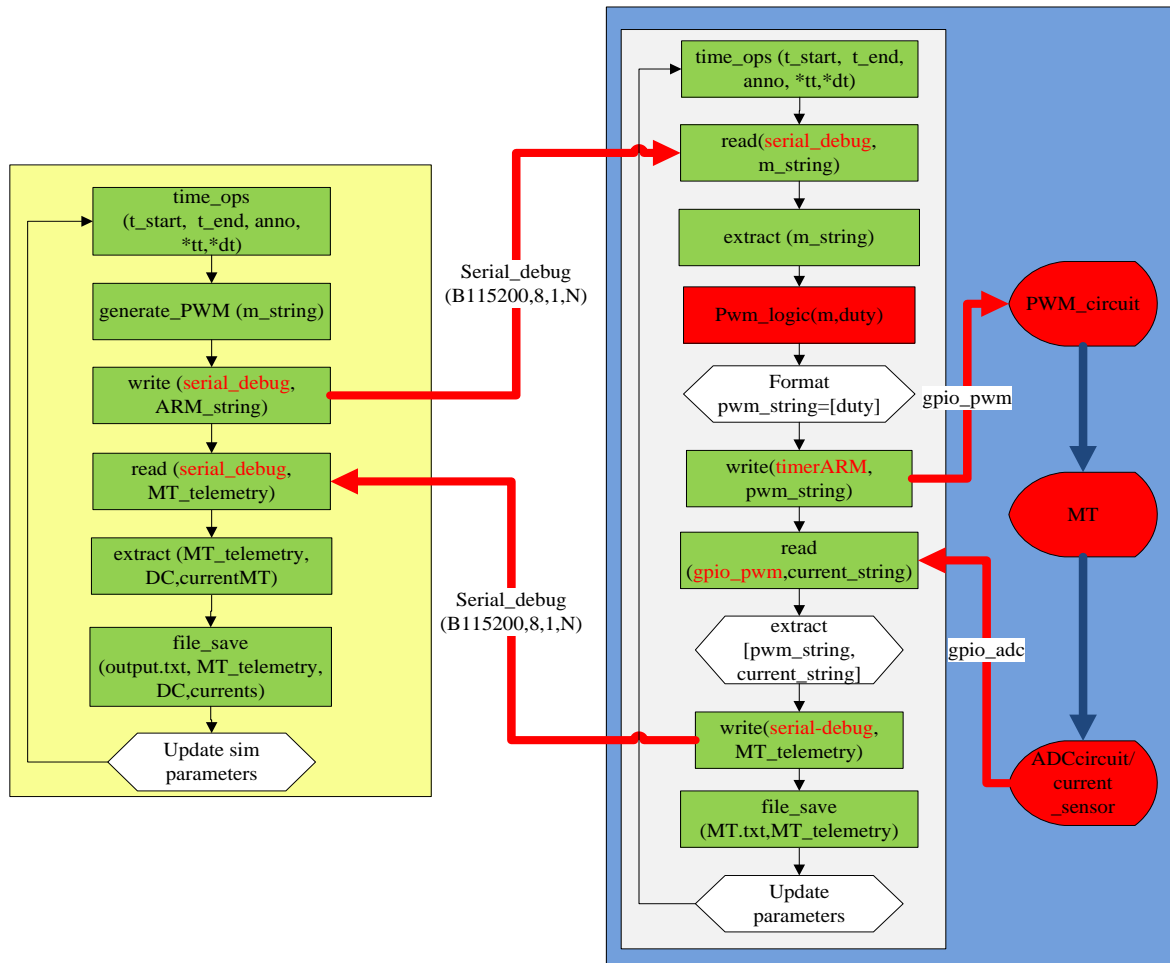 time_ops
(t_start,  t_end, anno,
*tt,*dt)
generate_PWM (m_string)
write (serial_debug,
ARM_string)
read (serial_debug,
MT_telemetry)
extract (MT_telemetry,
DC,currentMT)
file_save
(output.txt, MT_telemetry,
DC,currents)
Update sim
parameters
Serial_debug
(B115200,8,1,N)
Serial_debug
(B115200,8,1,N)
time_ops (t_start,  t_end,
anno, *tt,*dt)
read(serial_debug,
m_string)
extract (m_string)
Pwm_logic(m,duty)
Format
pwm_string=[duty]
write(timerARM,
pwm_string)
read
(gpio_pwm,current_string)
extract
[pwm_string,
current_string]
write(serial-debug,
MT_telemetry)
file_save
(MT.txt,MT_telemetry)
Update
parameters
gpio_pwm
gpio_adc
PWM_circuit
MT
ADCcircuit/
current
_sensor